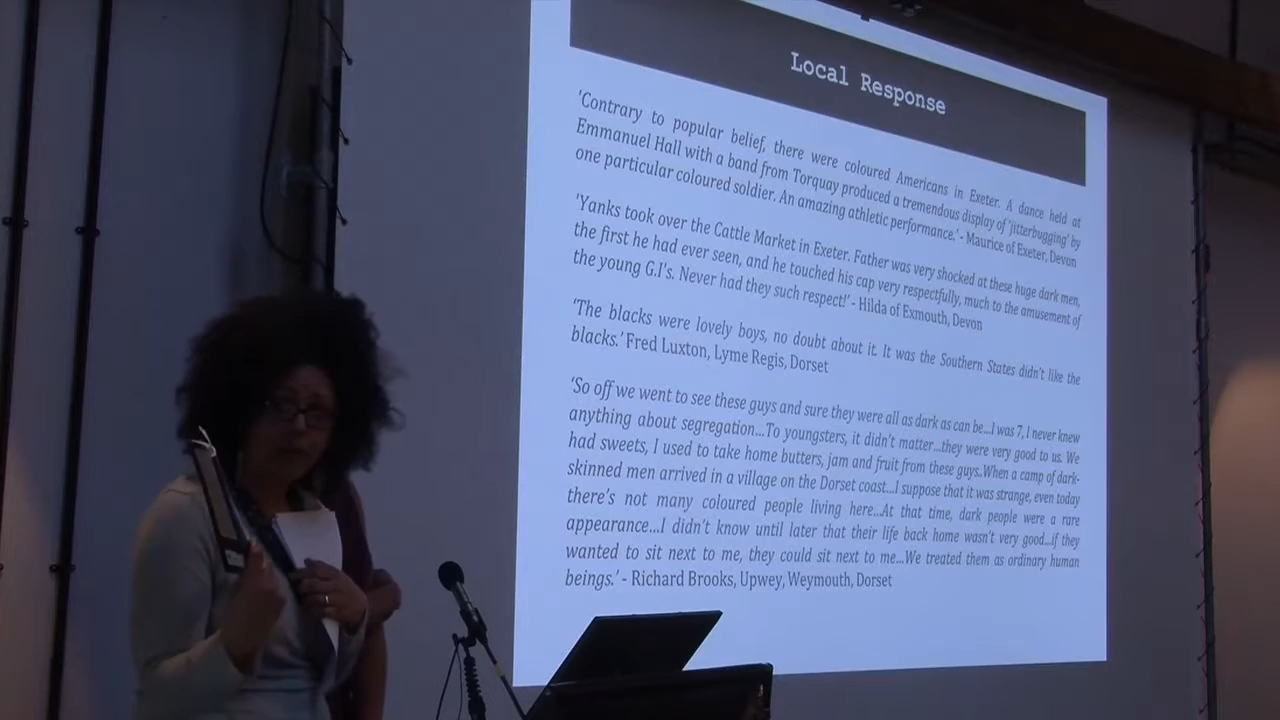 Local Response
'Contrary to popular belief, there were coloured Americans in Exeter. A dance held at
Emmanuel Hall with a band from Torquay produced a tremendous display of 'jitterbugging' by
one particular coloured soldier. An amazing athletic performance.' - Maurice of Exeter, Devon
'Yanks took over the Cattle Market in Exeter. Father was very shocked at these huge dark men,
the first he had ever seen, and he touched his cap very respectfully, much to the amusement of
the young G.I's. Never had they such respect!' - Hilda of Exmouth, Devon
'The blacks were lovely boys, no doubt about it. It was the Southern States didn't like the
blacks.' Fred Luxton, Lyme Regis, Dorset
'So off we went to see these guys and sure they were all as dark as can be...I was 7, I never knew
anything about segregation...To youngsters, it didn't matter...they were very good to us. We
had sweets, I used to take home butters, jam and fruit from these guys.When a camp of dark-
skinned men arrived in a village on the Dorset coast...I suppose that it was strange, even today
there's not many coloured people living here...At that time, dark people were a rare
appearance...I didn't know until later that their life back home wasn't very good...if they
wanted to sit next to me, they could sit next to me...We treated them as ordinary human
beings.' - Richard Brooks, Upwey, Weymouth, Dorset